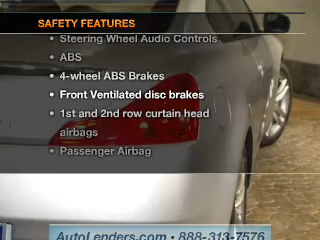 SAFETY FEATURES
• Steering Wheel Audio Controls
• ABS
• 4-wheel ABS Brakes
• Front Ventilated disc brakes
• 1st and 2nd row curtain head
airbags
• Passenger Airbag
AutoLenders.com • 888-313-7576